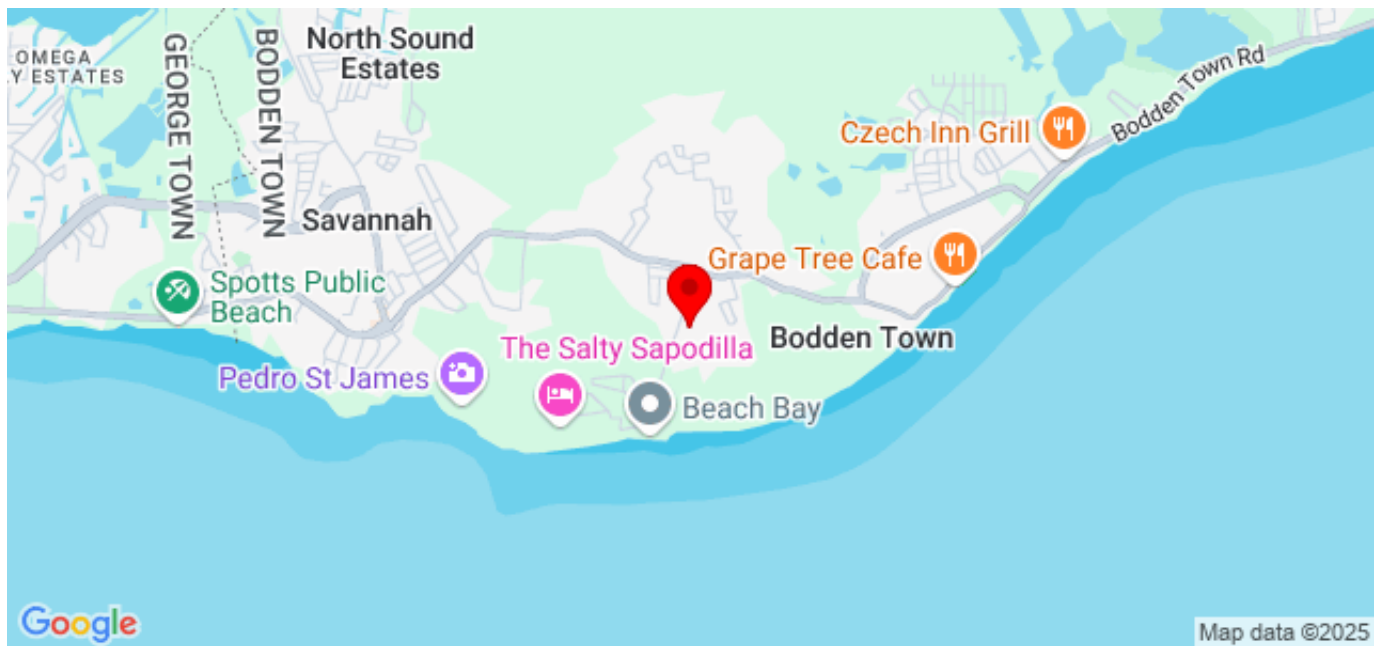 North Sound
Estates
OMEGA
Y ESTATES
GEORGE TOWN
BODDEN TOWN
Bodden Town Rd
Czech Inn Grill
Savannah
Grape Tree Cafe
Spotts Public
Beach
Bodden Town
The Salty Sapodilla
Pedro St James
Beach Bay
Google
Map data ©2025